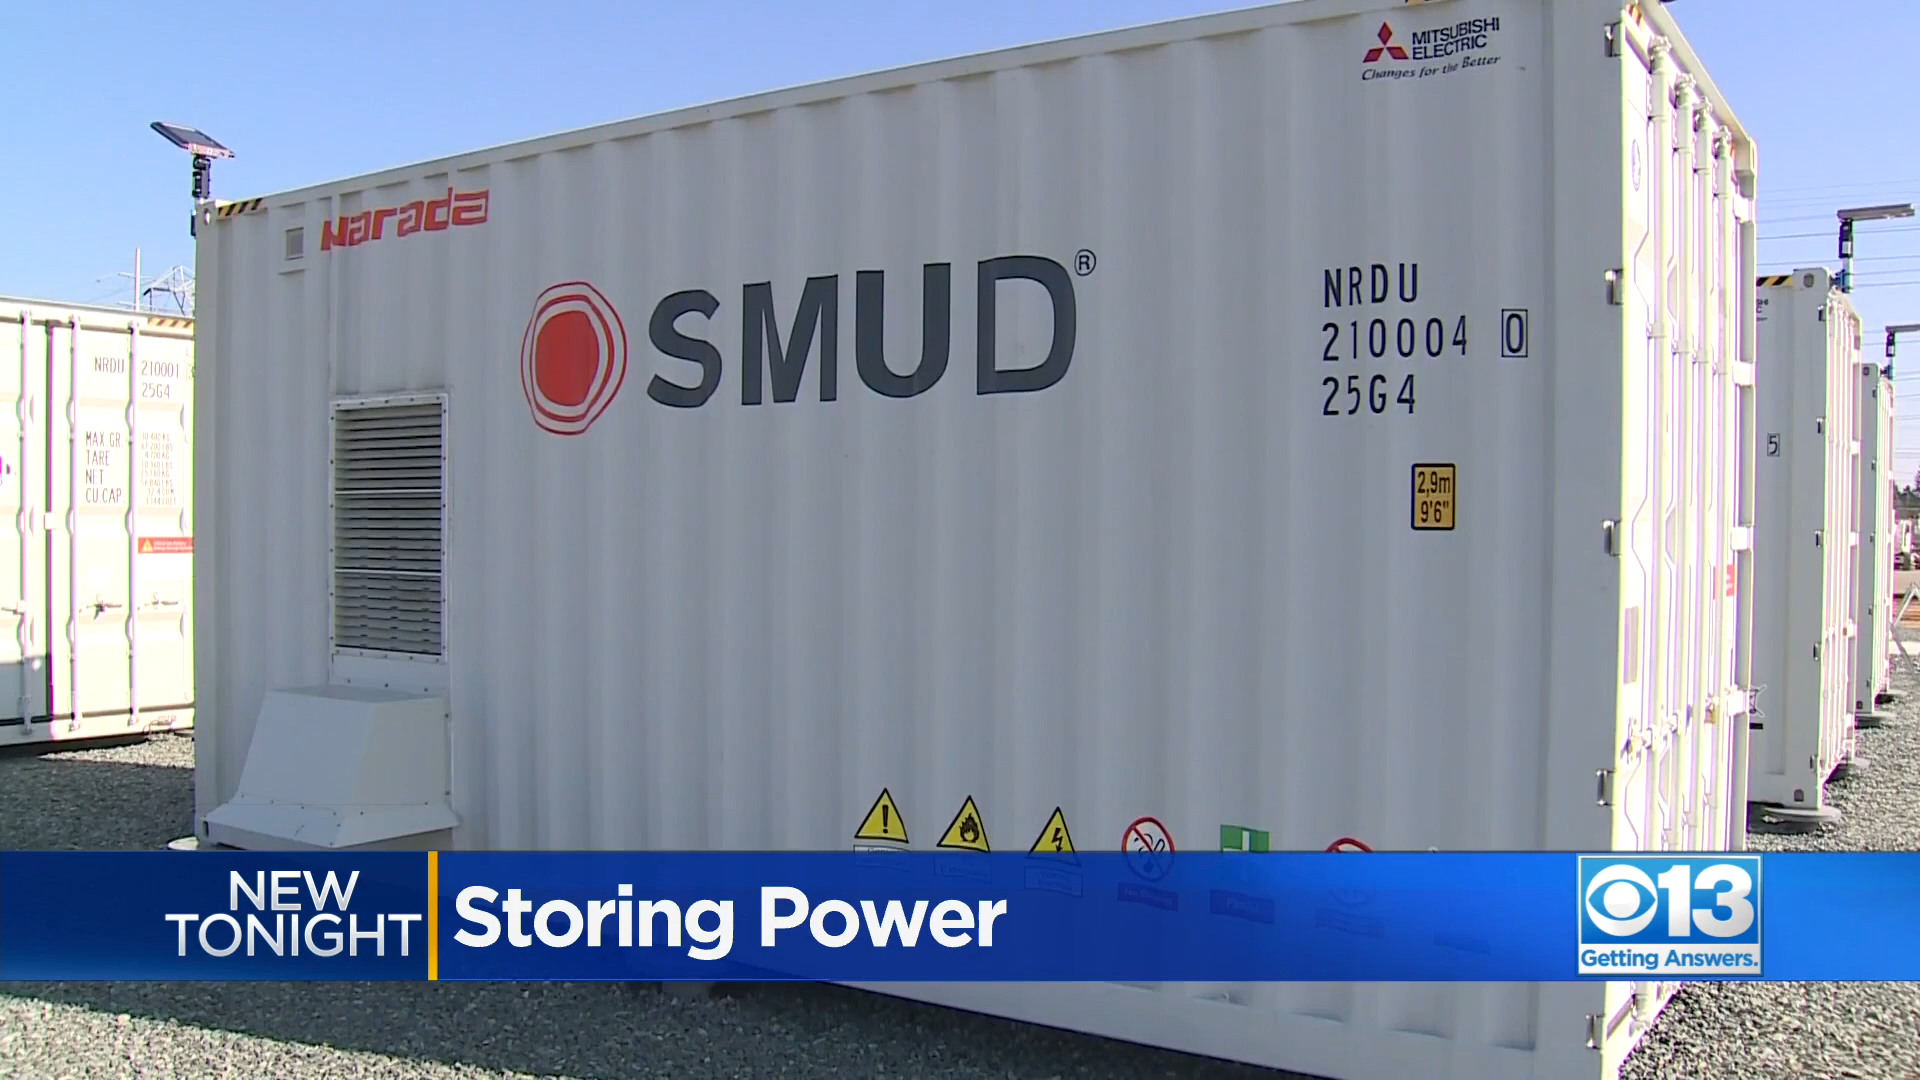 MITSUBISHI
ELECTRIC
Changes for the Better
Narada
SMUD®
NRDU
210004 0
25G4
2,9m
9'6"
NRDU 210001
25G4
MAX.GR
TARE
NET
CU.CAP
5
NEW
TONIGHT
Storing Power
13
Getting Answers.